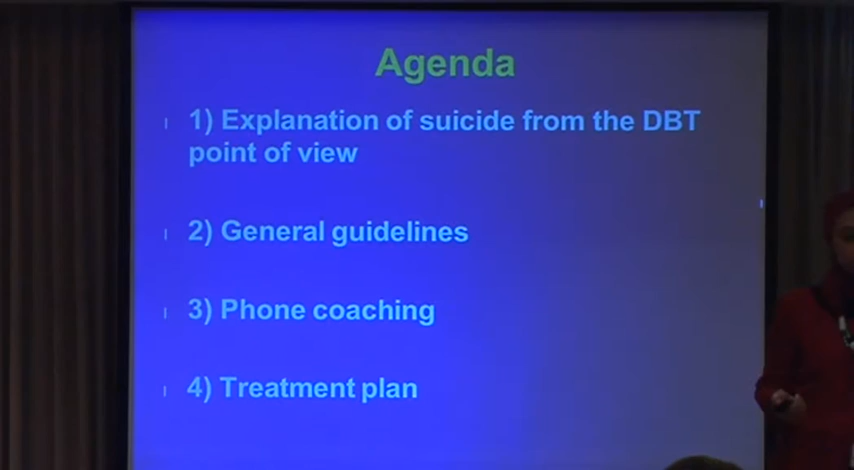 Agenda
1) Explanation of suicide from the DBT
point of view
2) General guidelines
3) Phone coaching
4) Treatment plan